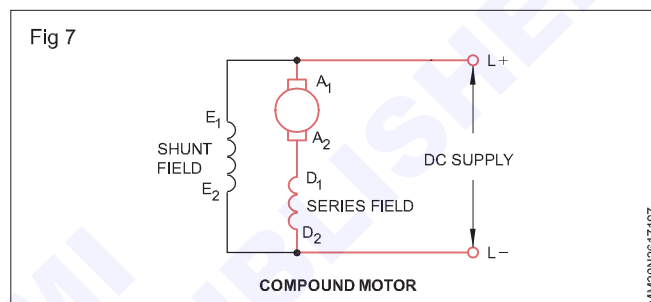 Fig 7
L+
A1
A2
E1
SHUNT
FIELD
E2
DC SUPPLY
D1
SERIES FIELD
D2
L−
COMPOUND MOTOR